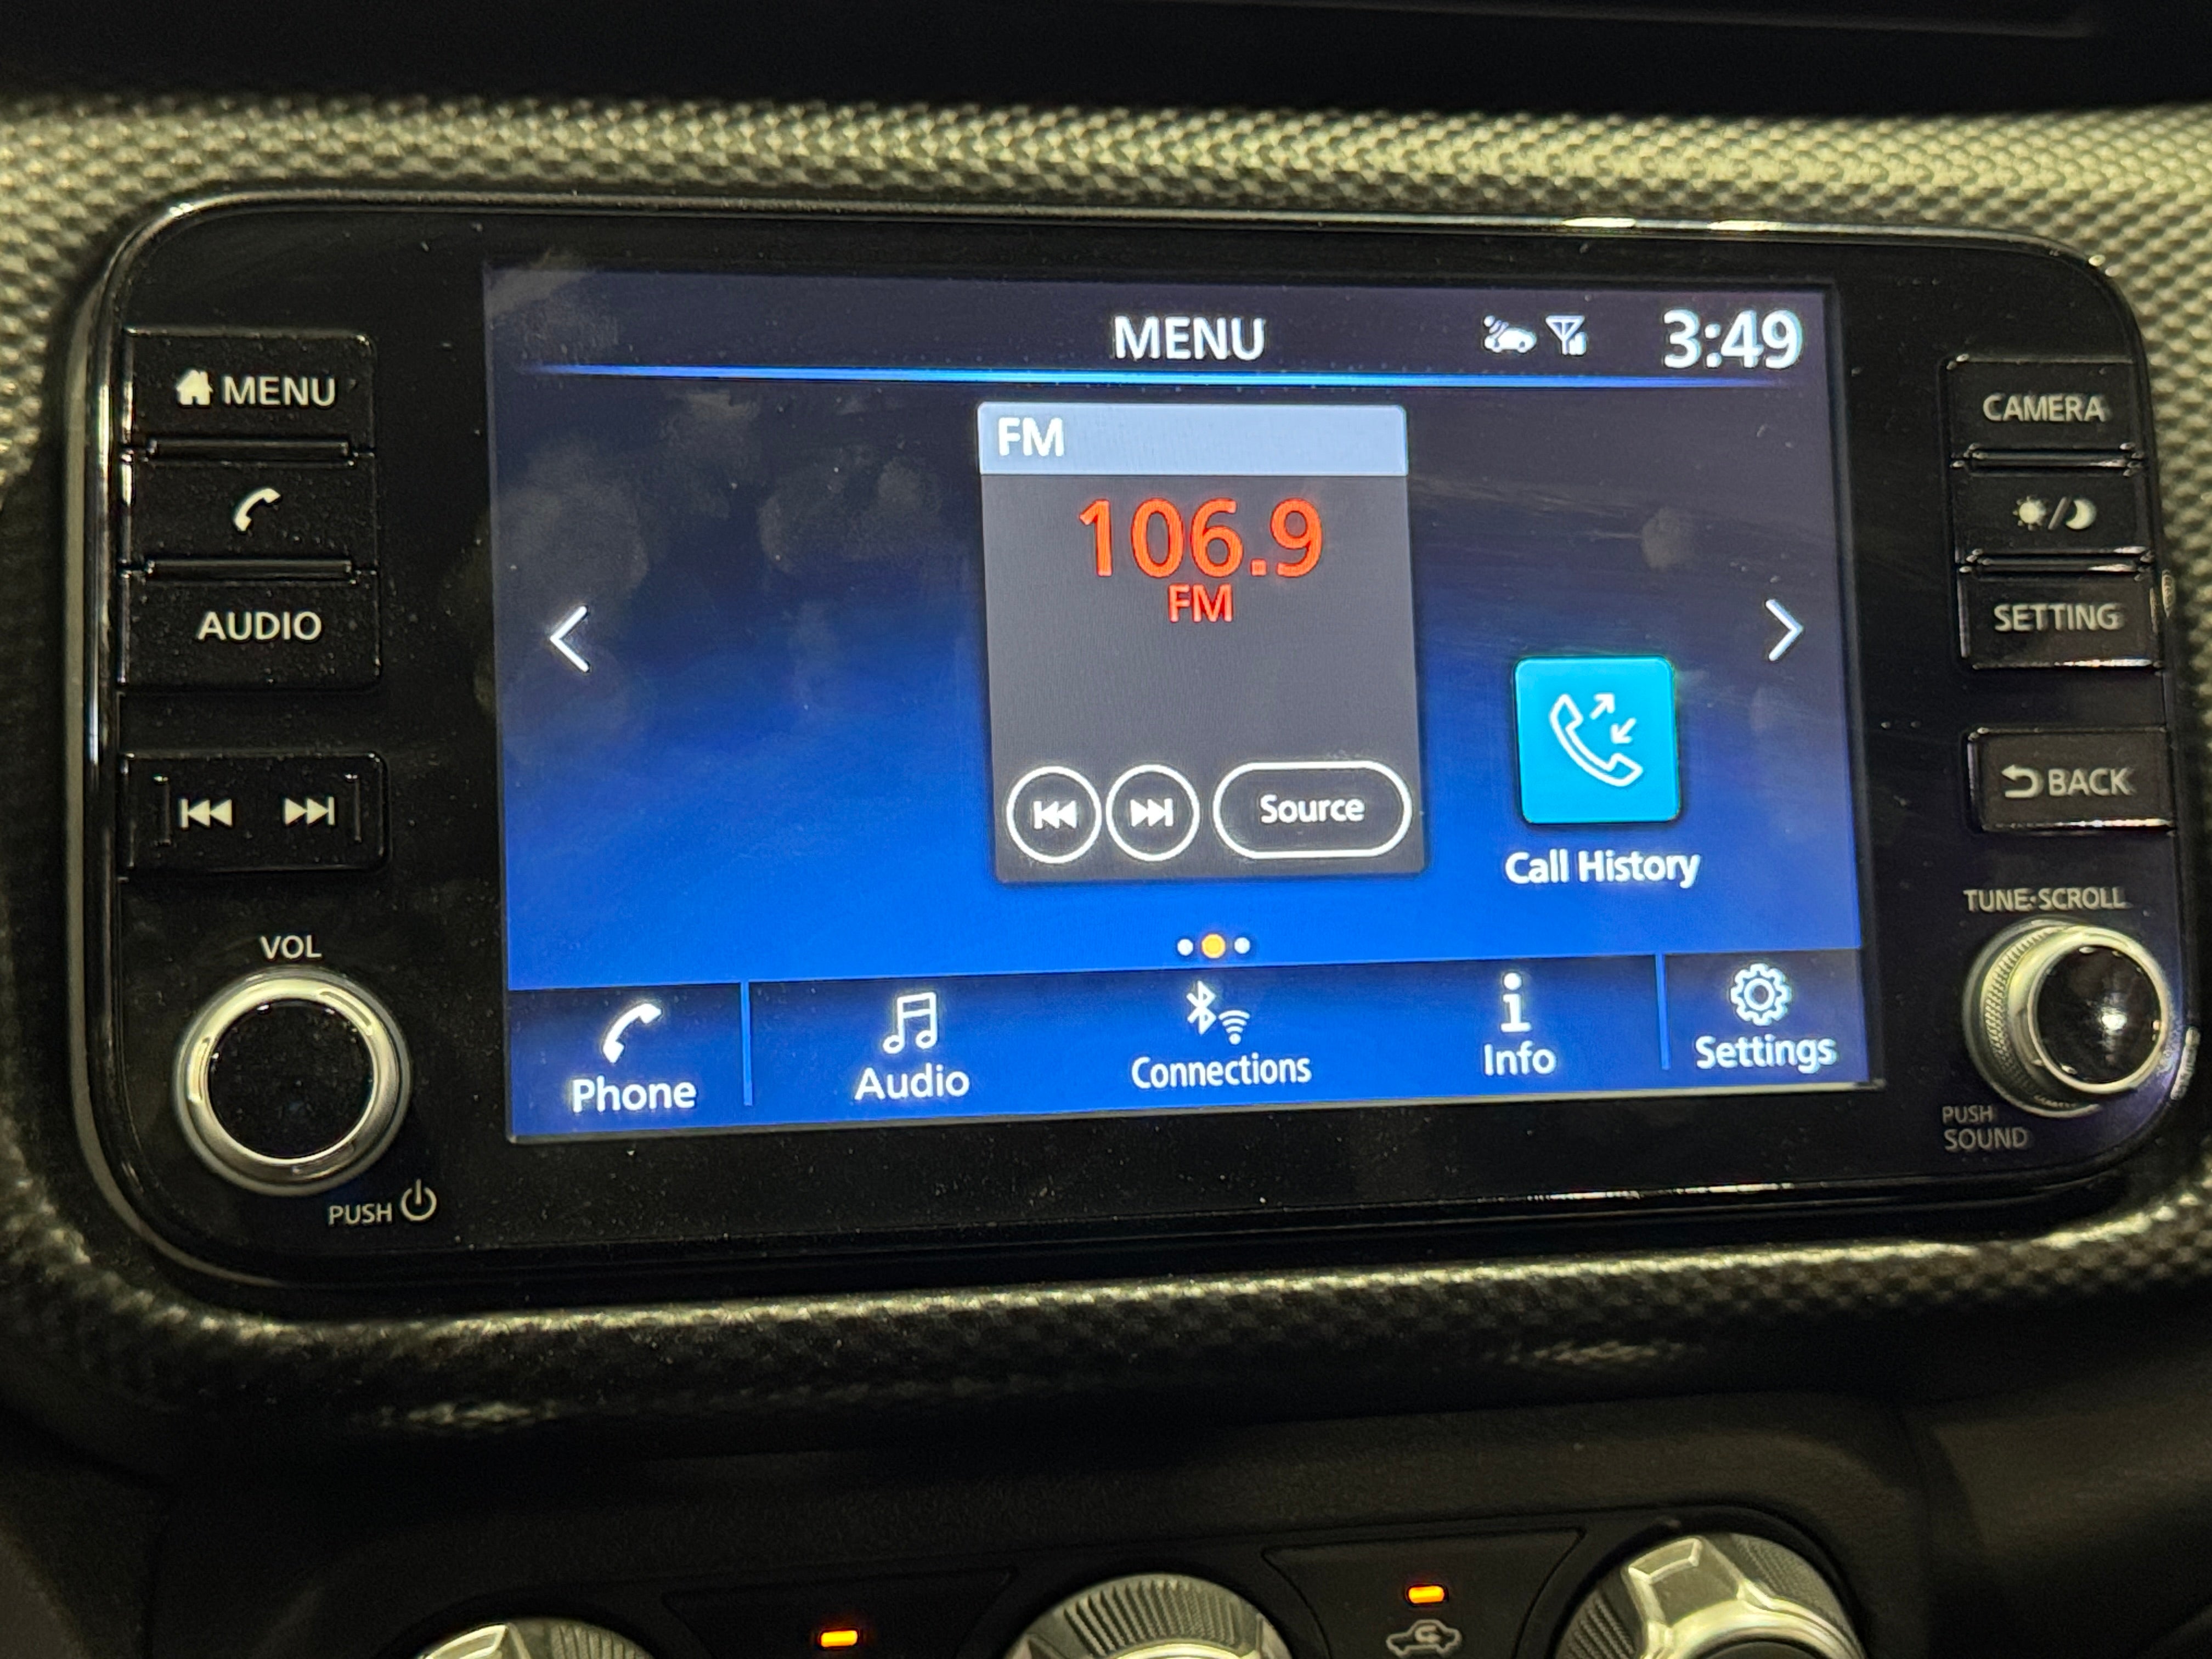 MENU
3:49
MENU
CAMERA
FM
106.9
FM
AUDIO
SETTING
Source
BACK
Call History
TUNE·SCROLL
VOL
Phone
Audio
Connections
Info
Settings
PUSH
SOUND
PUSH